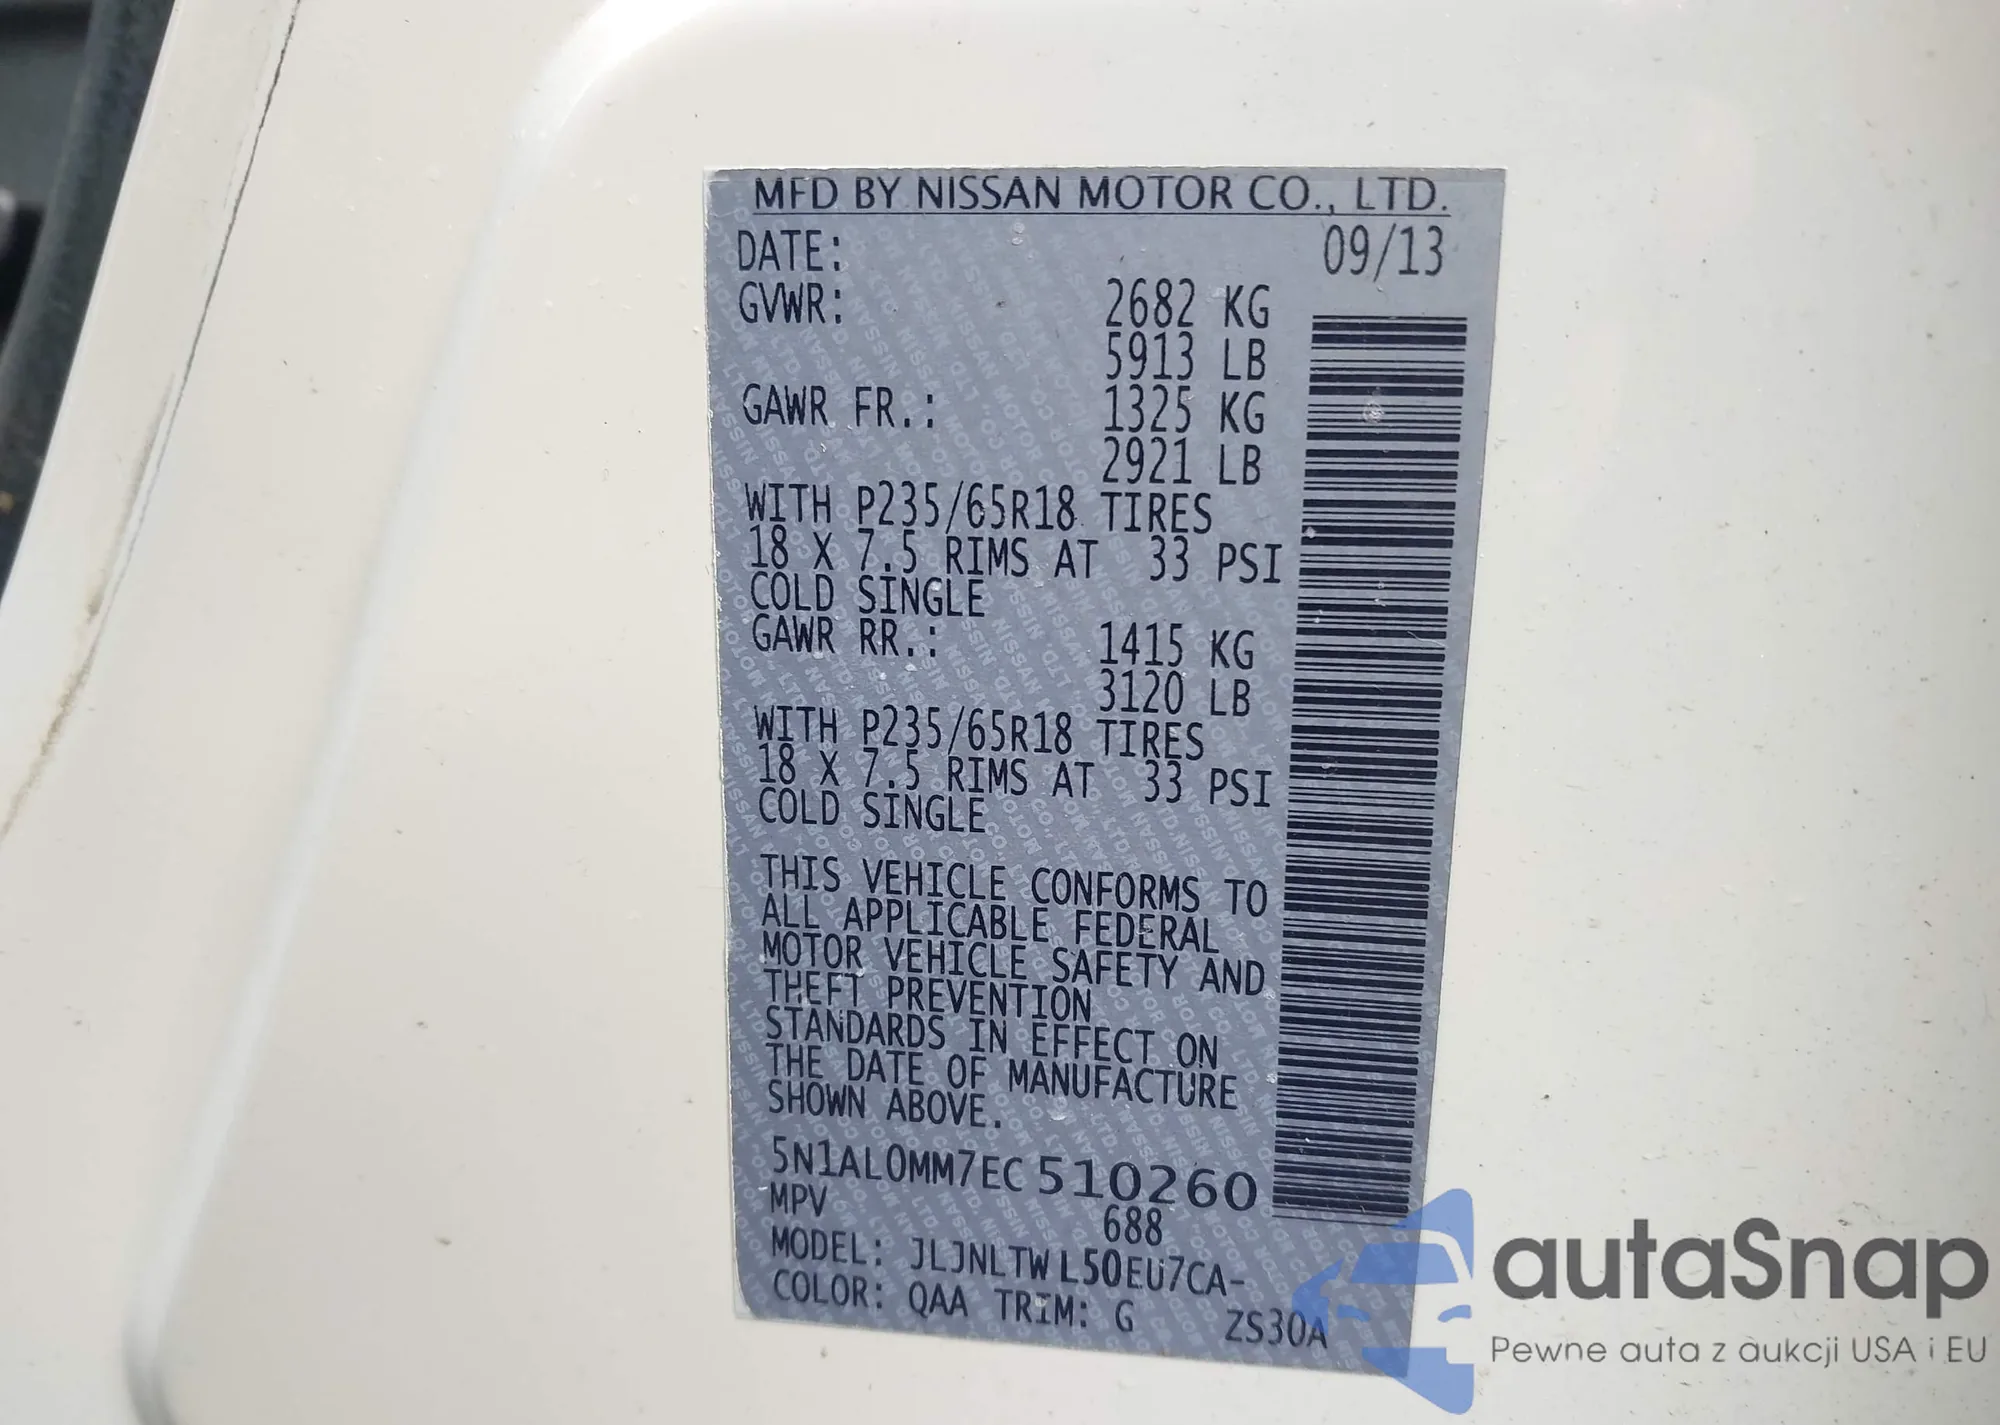 MFD BY NISSAN MOTOR CO., LTD.
DATE: 09/13
GVWR: 2682 KG
5913 LB
GAWR FR.: 1325 KG
2921 LB
WITH P235/65R18 TIRES
18 X 7.5 RIMS AT 33 PSI
COLD SINGLE
GAWR RR.: 1415 KG
3120 LB
WITH P235/65R18 TIRES
18 X 7.5 RIMS AT 33 PSI
COLD SINGLE
THIS VEHICLE CONFORMS TO
ALL APPLICABLE FEDERAL
MOTOR VEHICLE SAFETY AND
THEFT PREVENTION
STANDARDS IN EFFECT ON
THE DATE OF MANUFACTURE
SHOWN ABOVE.
5N1AL0MM7EC510260
MPV 688
MODEL: JLJNLTWL50EU7CA-
COLOR: QAA TRIM: G ZS30A
autaSnap
Pewne auta z aukcji USA i EU